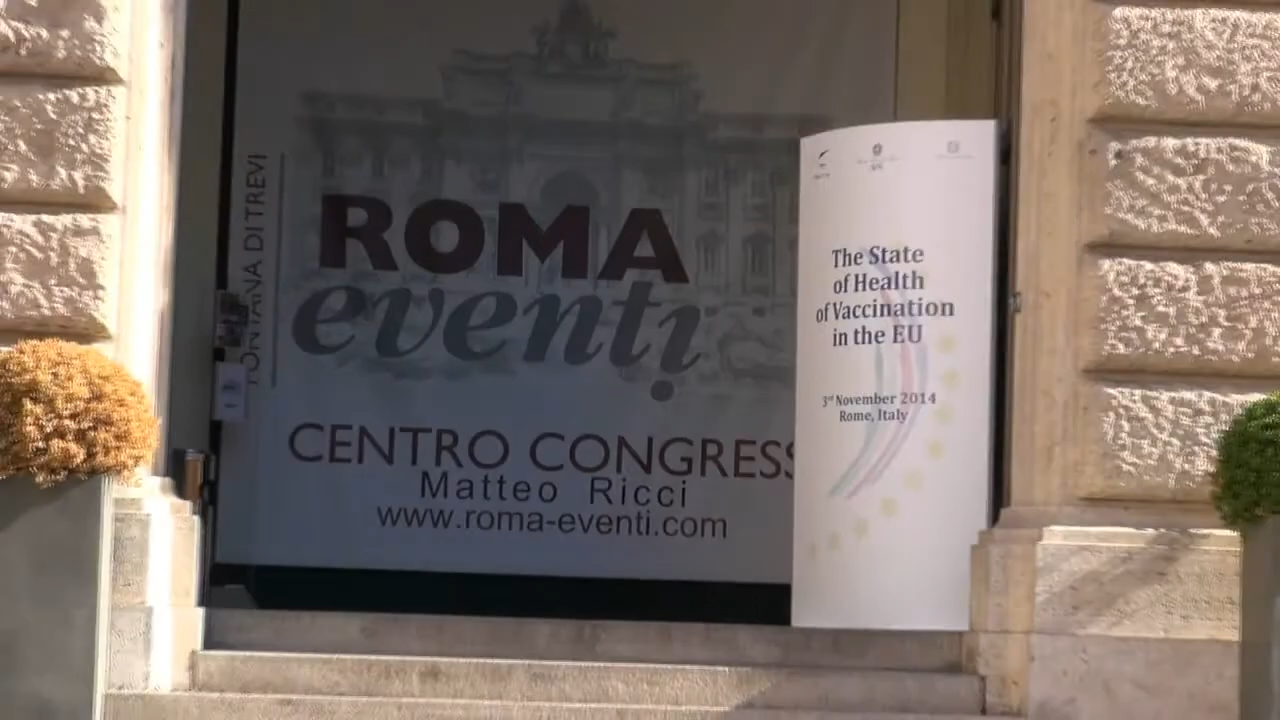 FONTANA DI TREVI
ROMA
eventi
CENTRO CONGRESS
Matteo Ricci
www.roma-eventi.com
The State
of Health
of Vaccination
in the EU
3rd November 2014
Rome, Italy